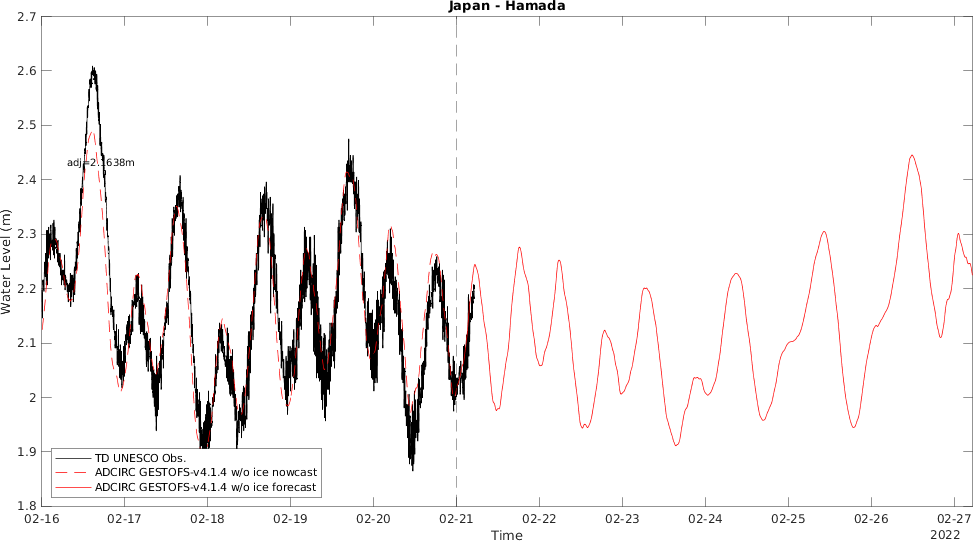 Japan - Hamada
2.7
2.6
2.5
2.4
2.3
2.2
2.1
2
1.9
1.8
Water Level (m)
adj=2.1638m
TD UNESCO Obs.
ADCIRC GESTOFS-v4.1.4 w/o ice nowcast
ADCIRC GESTOFS-v4.1.4 w/o ice forecast
02-16 02-17 02-18 02-19 02-20 02-21 02-22 02-23 02-24 02-25 02-26 02-27
Time 2022